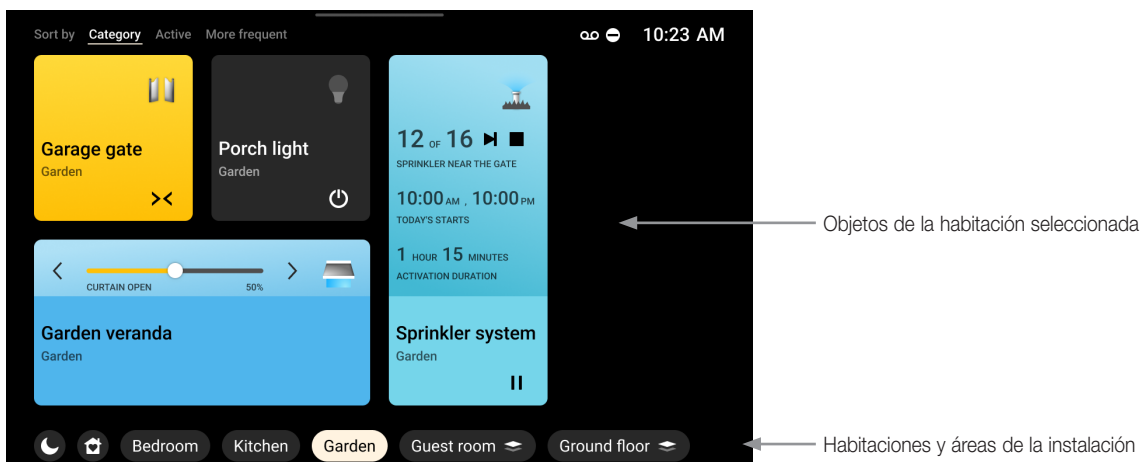 Sort by Category Active More frequent
10:23 AM
Garage gate
Garden
Porch light
Garden
12 OF 16
SPRINKLER NEAR THE GATE
10:00 AM , 10:00 PM
TODAY'S STARTS
1 HOUR 15 MINUTES
ACTIVATION DURATION
Sprinkler system
Garden
CURTAIN OPEN 50%
Garden veranda
Garden
Objetos de la habitación seleccionada
Bedroom Kitchen Garden Guest room Ground floor
Habitaciones y áreas de la instalación